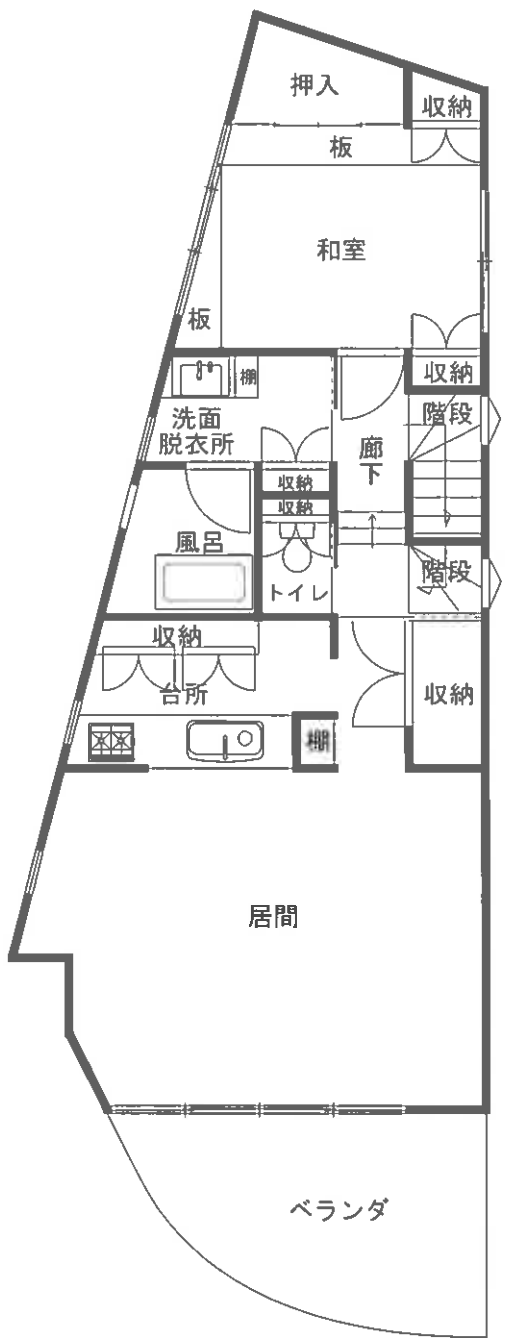 押入
収納
板
和室
板
収納
棚
階段
洗面
脱衣所
廊下
収納
収納
風呂
階段
トイレ
収納
台所
収納
棚
居間
ベランダ